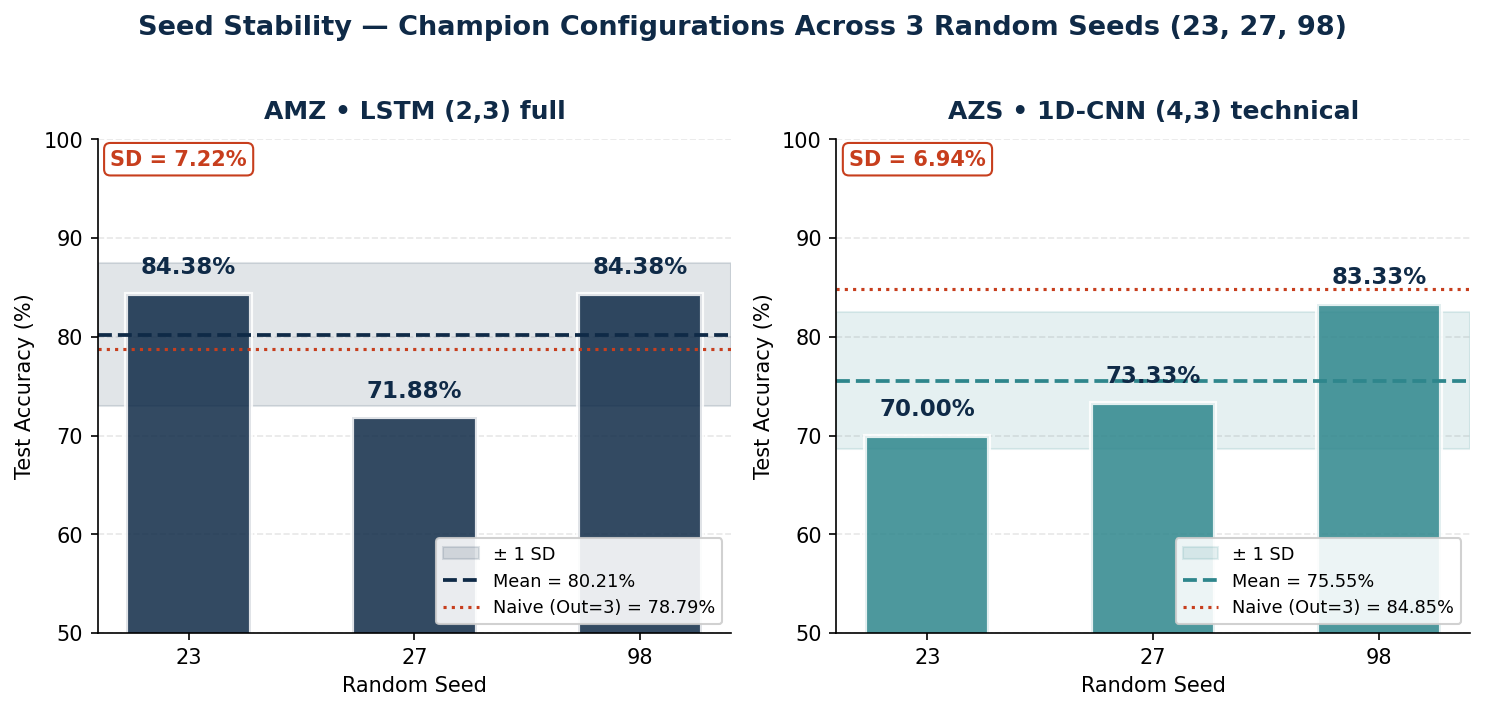 Seed Stability — Champion Configurations Across 3 Random Seeds (23, 27, 98)
AMZ • LSTM (2,3) full
SD = 7.22%
Test Accuracy (%)
100
90
80
70
60
50
84.38%
71.88%
84.38%
± 1 SD
Mean = 80.21%
Naive (Out=3) = 78.79%
23
27
98
Random Seed
AZS • 1D-CNN (4,3) technical
SD = 6.94%
Test Accuracy (%)
100
90
80
70
60
50
70.00%
73.33%
83.33%
± 1 SD
Mean = 75.55%
Naive (Out=3) = 84.85%
23
27
98
Random Seed